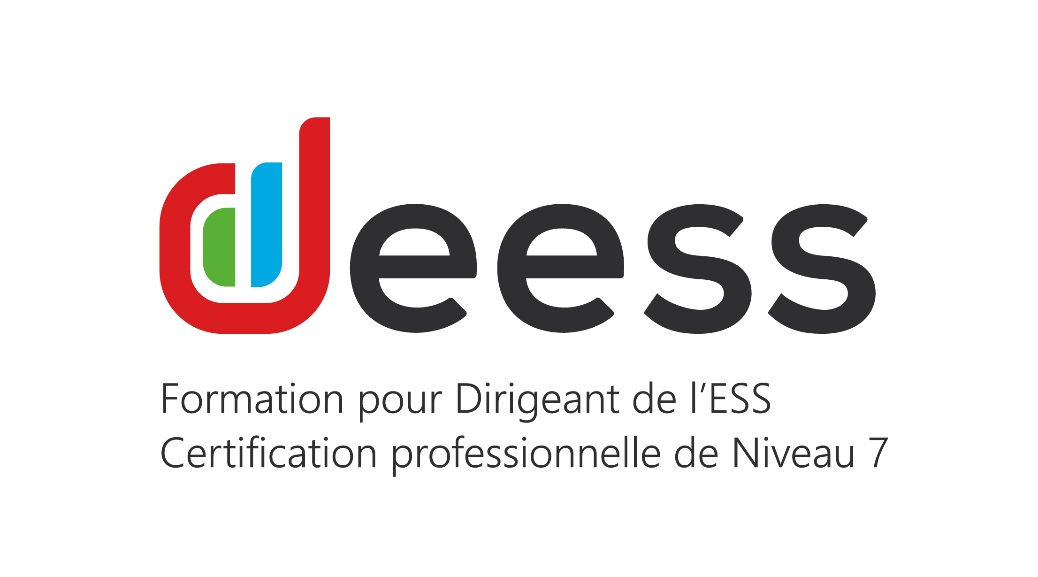 deess
Formation pour Dirigeant de l'ESS
Certification professionnelle de Niveau 7